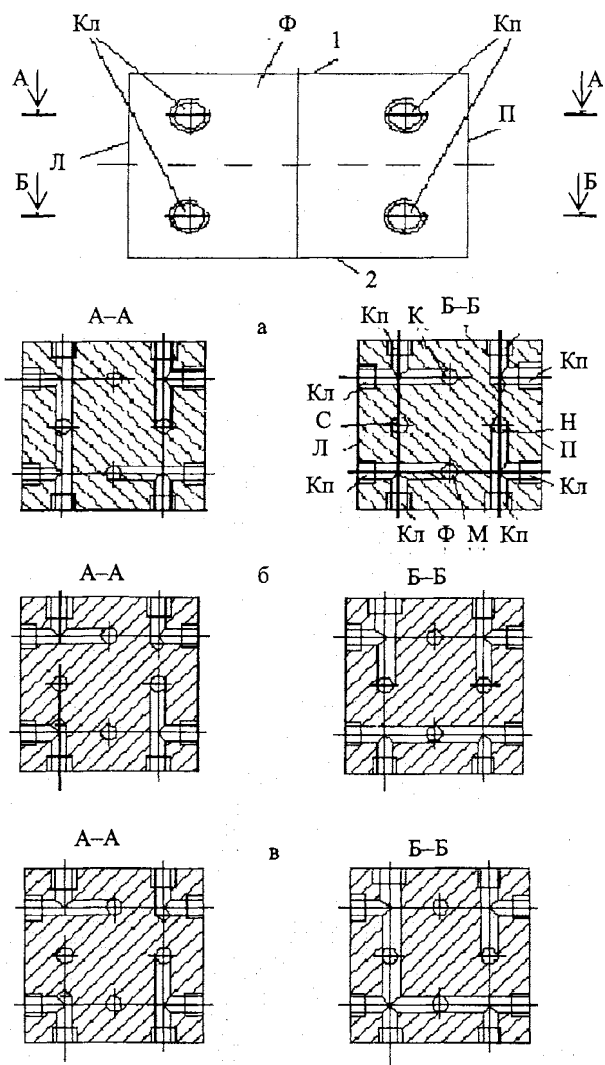 Кл Ф Кп
1
А А
Л П
Б Б
2
А–А а Б–Б
Кп К
Кп
Кл
С Н
Л П
Кп Кл
Кл Ф М Кп
А–А б Б–Б
А–А в Б–Б